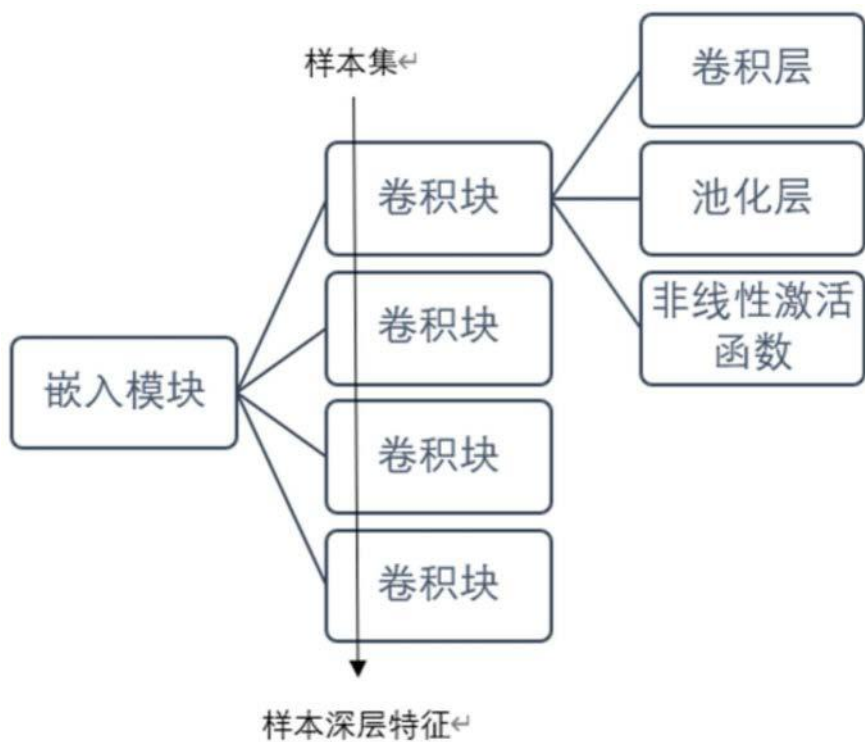 样本集↵
卷积层
卷积块
池化层
卷积块
非线性激活
函数
嵌入模块
卷积块
卷积块
样本深层特征↵